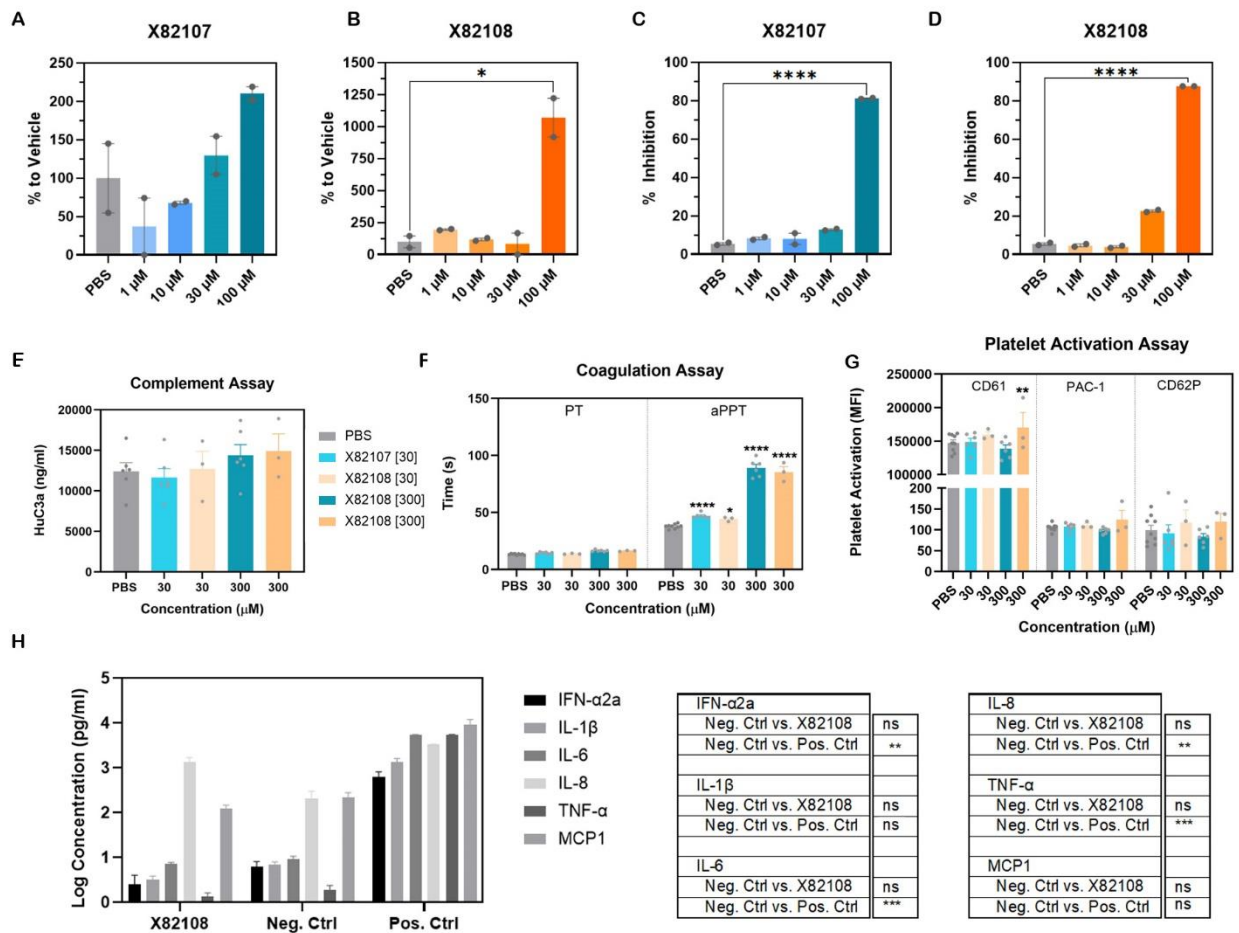 A
X82107
% to Vehicle
250
200
150
100
50
0
PBS
1 µM
10 µM
30 µM
100 µM
B
X82108
% to Vehicle
1500
1250
1000
750
500
250
0
*
PBS
1 µM
10 µM
30 µM
100 µM
C
X82107
% Inhibition
100
80
60
40
20
0
****
PBS
1 µM
10 µM
30 µM
100 µM
D
X82108
% Inhibition
100
80
60
40
20
0
****
PBS
1 µM
10 µM
30 µM
100 µM
E
Complement Assay
HuC3a (ng/ml)
20000
15000
10000
5000
0
PBS 30 30 300 300
Concentration (µM)
PBS
X82107 [30]
X82108 [30]
X82108 [300]
X82108 [300]
F
Coagulation Assay
PT
aPPT
Time (s)
150
100
50
0
**** * **** ****
PBS 30 30 300 300 PBS 30 30 300 300
Concentration (µM)
G
Platelet Activation Assay
CD61 PAC-1 CD62P
**
Platelet Activation (MFI)
250000
200000
150000
100000
200
150
100
50
0
PBS 30 30 300 300 PBS 30 30 300 300 PBS 30 30 300 300
Concentration (µM)
H
Log Concentration (pg/ml)
5
4
3
2
1
0
X82108 Neg. Ctrl Pos. Ctrl
IFN-α2a
IL-1β
IL-6
IL-8
TNF-α
MCP1
IFN-α2a
Neg. Ctrl vs. X82108 ns
Neg. Ctrl vs. Pos. Ctrl **
IL-1β
Neg. Ctrl vs. X82108 ns
Neg. Ctrl vs. Pos. Ctrl ns
IL-6
Neg. Ctrl vs. X82108 ns
Neg. Ctrl vs. Pos. Ctrl ***
IL-8
Neg. Ctrl vs. X82108 ns
Neg. Ctrl vs. Pos. Ctrl **
TNF-α
Neg. Ctrl vs. X82108 ns
Neg. Ctrl vs. Pos. Ctrl ***
MCP1
Neg. Ctrl vs. X82108 ns
Neg. Ctrl vs. Pos. Ctrl ns